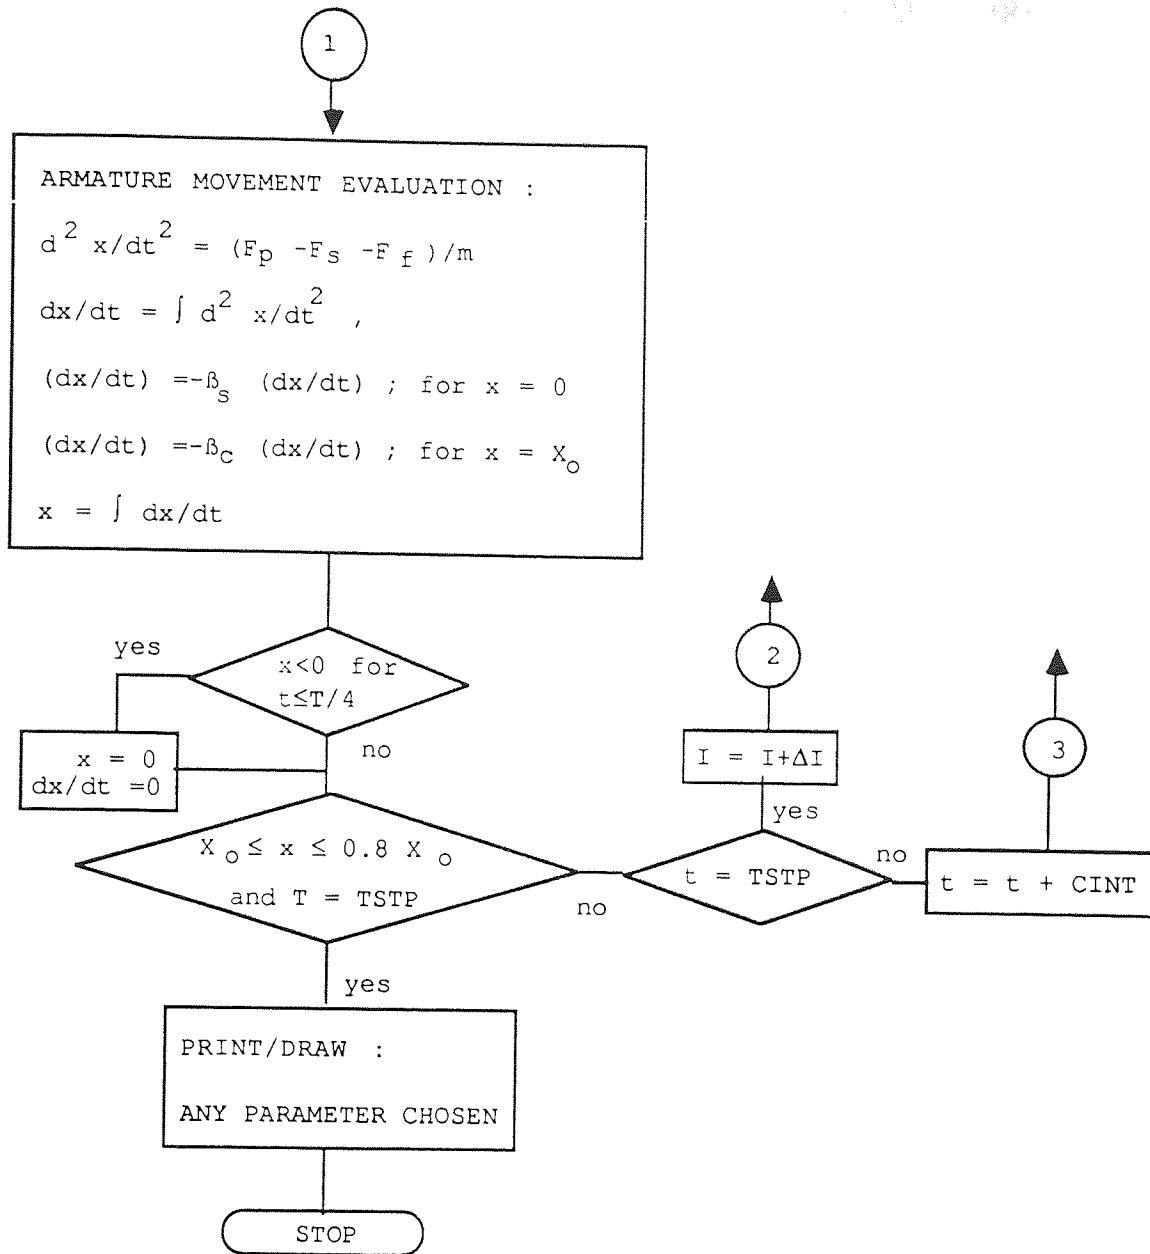 1
ARMATURE MOVEMENT EVALUATION :
d² x/dt² = (Fp -Fs -Ff)/m
dx/dt = ∫ d² x/dt² ,
(dx/dt) =-ßs (dx/dt) ; for x = 0
(dx/dt) =-ßc (dx/dt) ; for x = Xo
x = ∫ dx/dt
yes
x<0 for
t≤T/4
no
x = 0
dx/dt =0
2
I = I+ΔI
yes
3
Xo ≤ x ≤ 0.8 Xo
and T = TSTP
no
t = TSTP
no
t = t + CINT
yes
PRINT/DRAW :
ANY PARAMETER CHOSEN
STOP